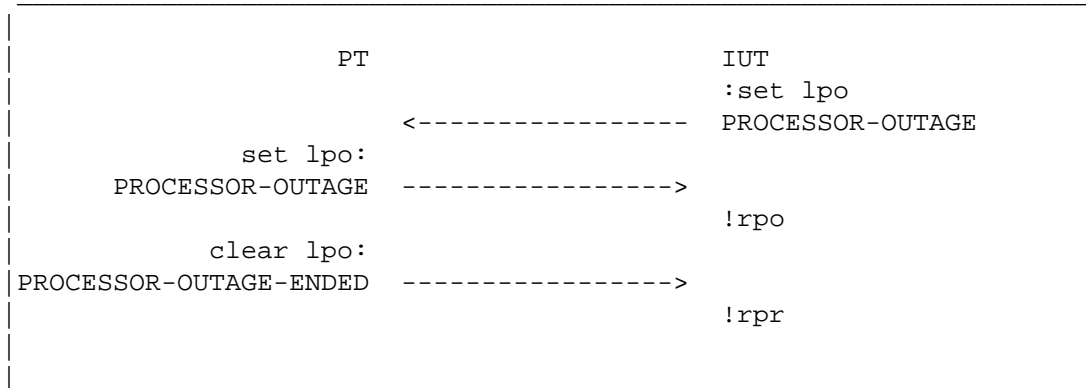 PT IUT
:set lpo
<----------------- PROCESSOR-OUTAGE
set lpo:
PROCESSOR-OUTAGE ----------------->
!rpo
clear lpo:
PROCESSOR-OUTAGE-ENDED ----------------->
!rpr